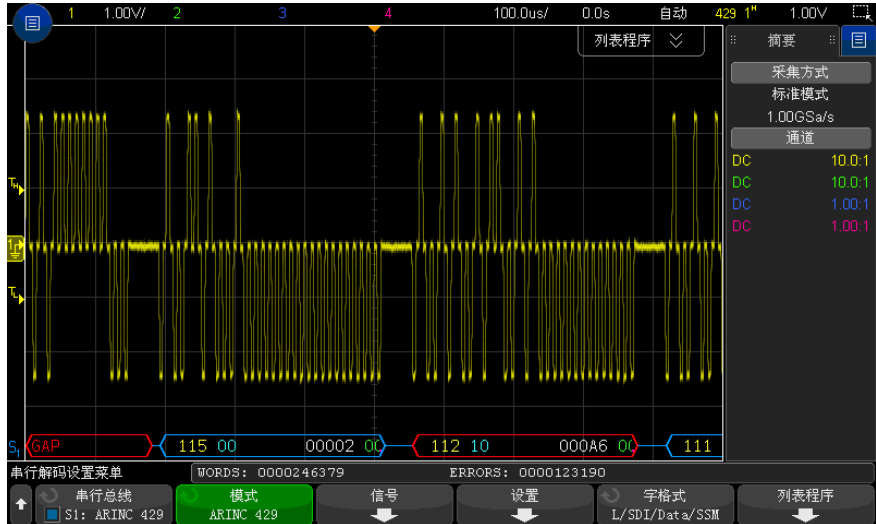 1 1.00V/ 2 3 4 100.0us/ 0.0s 自动 429 1" 1.00V
列表程序
摘要
采集方式
标准模式
1.00GSa/s
通道
DC 10.0:1
DC 10.0:1
DC 1.00:1
DC 1.00:1
TH
1
TL
S1 GAP 115 00 00002 00 112 10 000A6 00 111
串行解码设置菜单 WORDS: 0000246379 ERRORS: 0000123190
串行总线 模式 信号 设置 字格式 列表程序
S1: ARINC 429 ARINC 429 L/SDI/Data/SSM